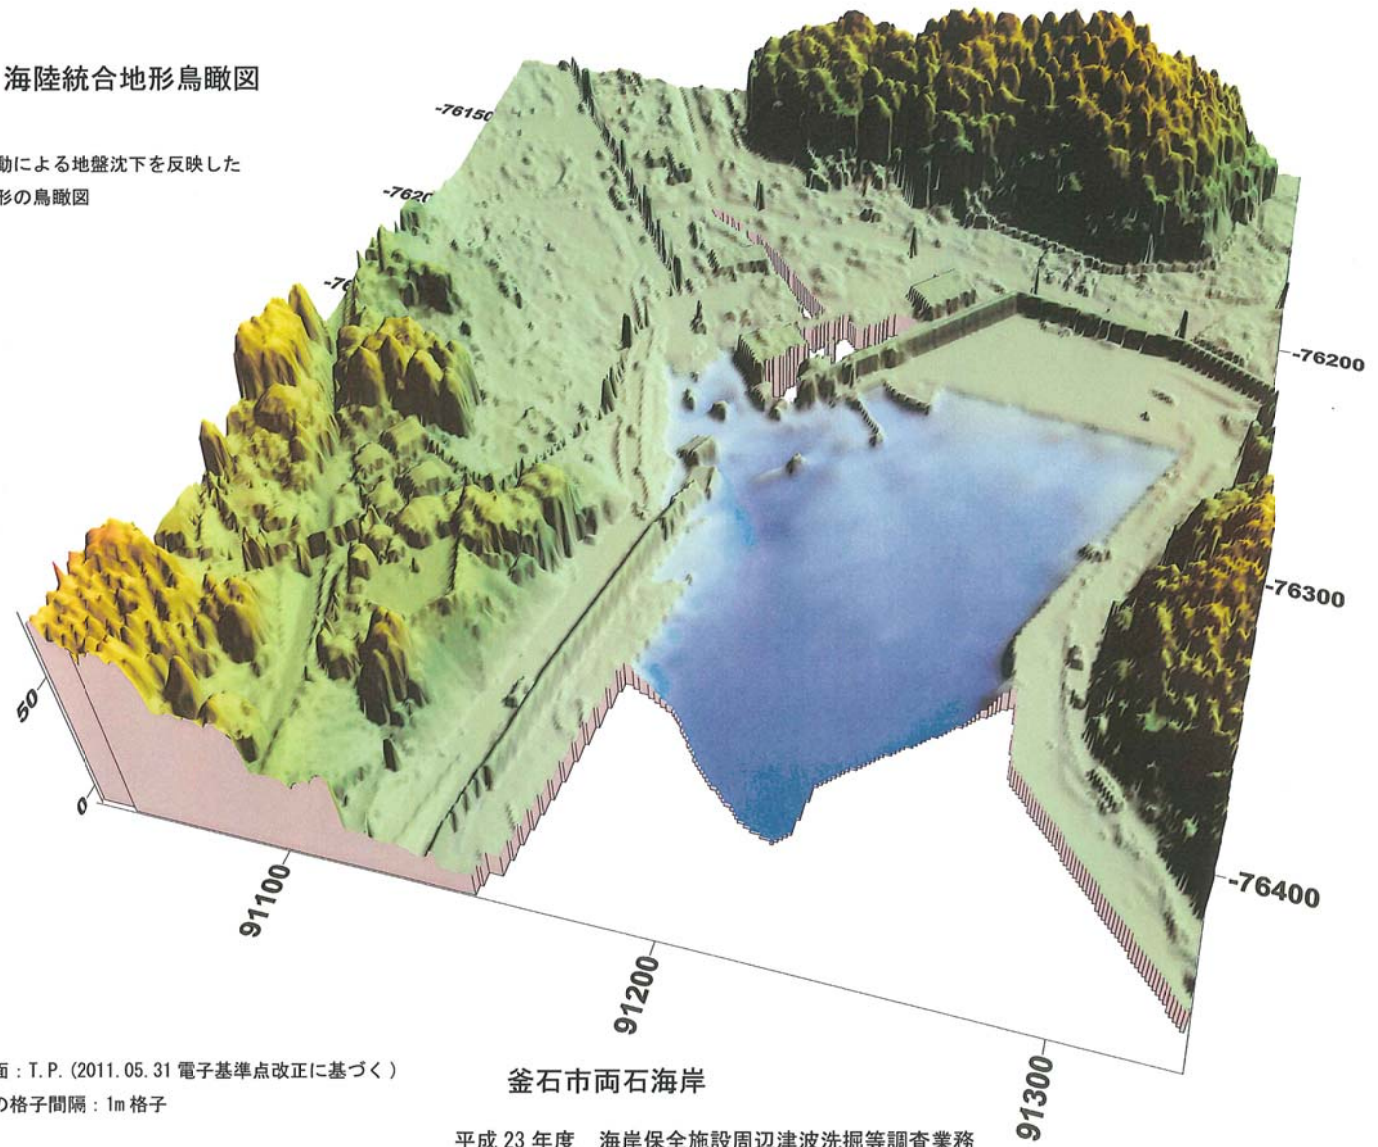 海陸統合地形鳥瞰図
動による地盤沈下を反映した
形の鳥瞰図
-76150
-7620
-76
-76200
-76300
-76400
50
0
91100
91200
91300
面：T.P.(2011.05.31 電子基準点改正に基づく)
の格子間隔：1m 格子
釜石市両石海岸
平成 23 年度　海岸保全施設周辺津波洗掘等調査業務